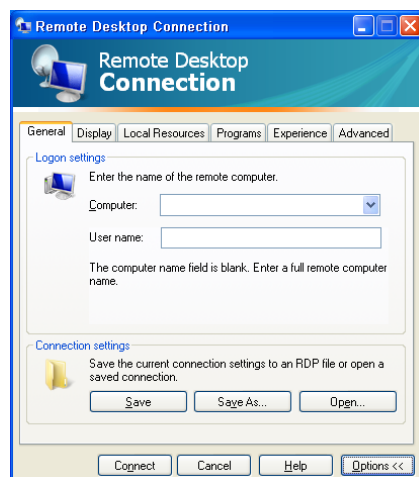 Remote Desktop Connection
Remote Desktop
Connection
General Display Local Resources Programs Experience Advanced
Logon settings
Enter the name of the remote computer.
Computer:
User name:
The computer name field is blank. Enter a full remote computer
name.
Connection settings
Save the current connection settings to an RDP file or open a
saved connection.
Save Save As... Open...
Connect Cancel Help Options <<